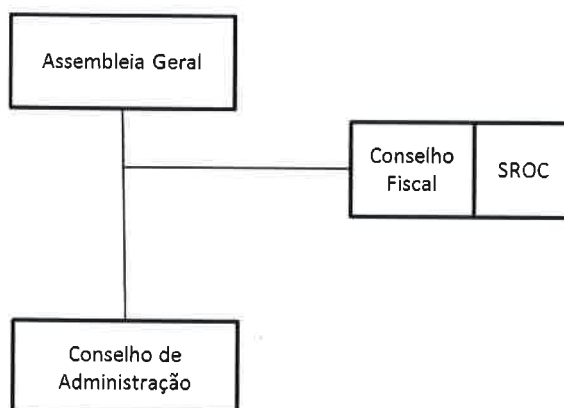 Assembleia Geral
Conselho
Fiscal
SROC
Conselho de
Administração